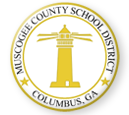 MUSCOGEE COUNTY SCHOOL DISTRICT
COLUMBUS, GA